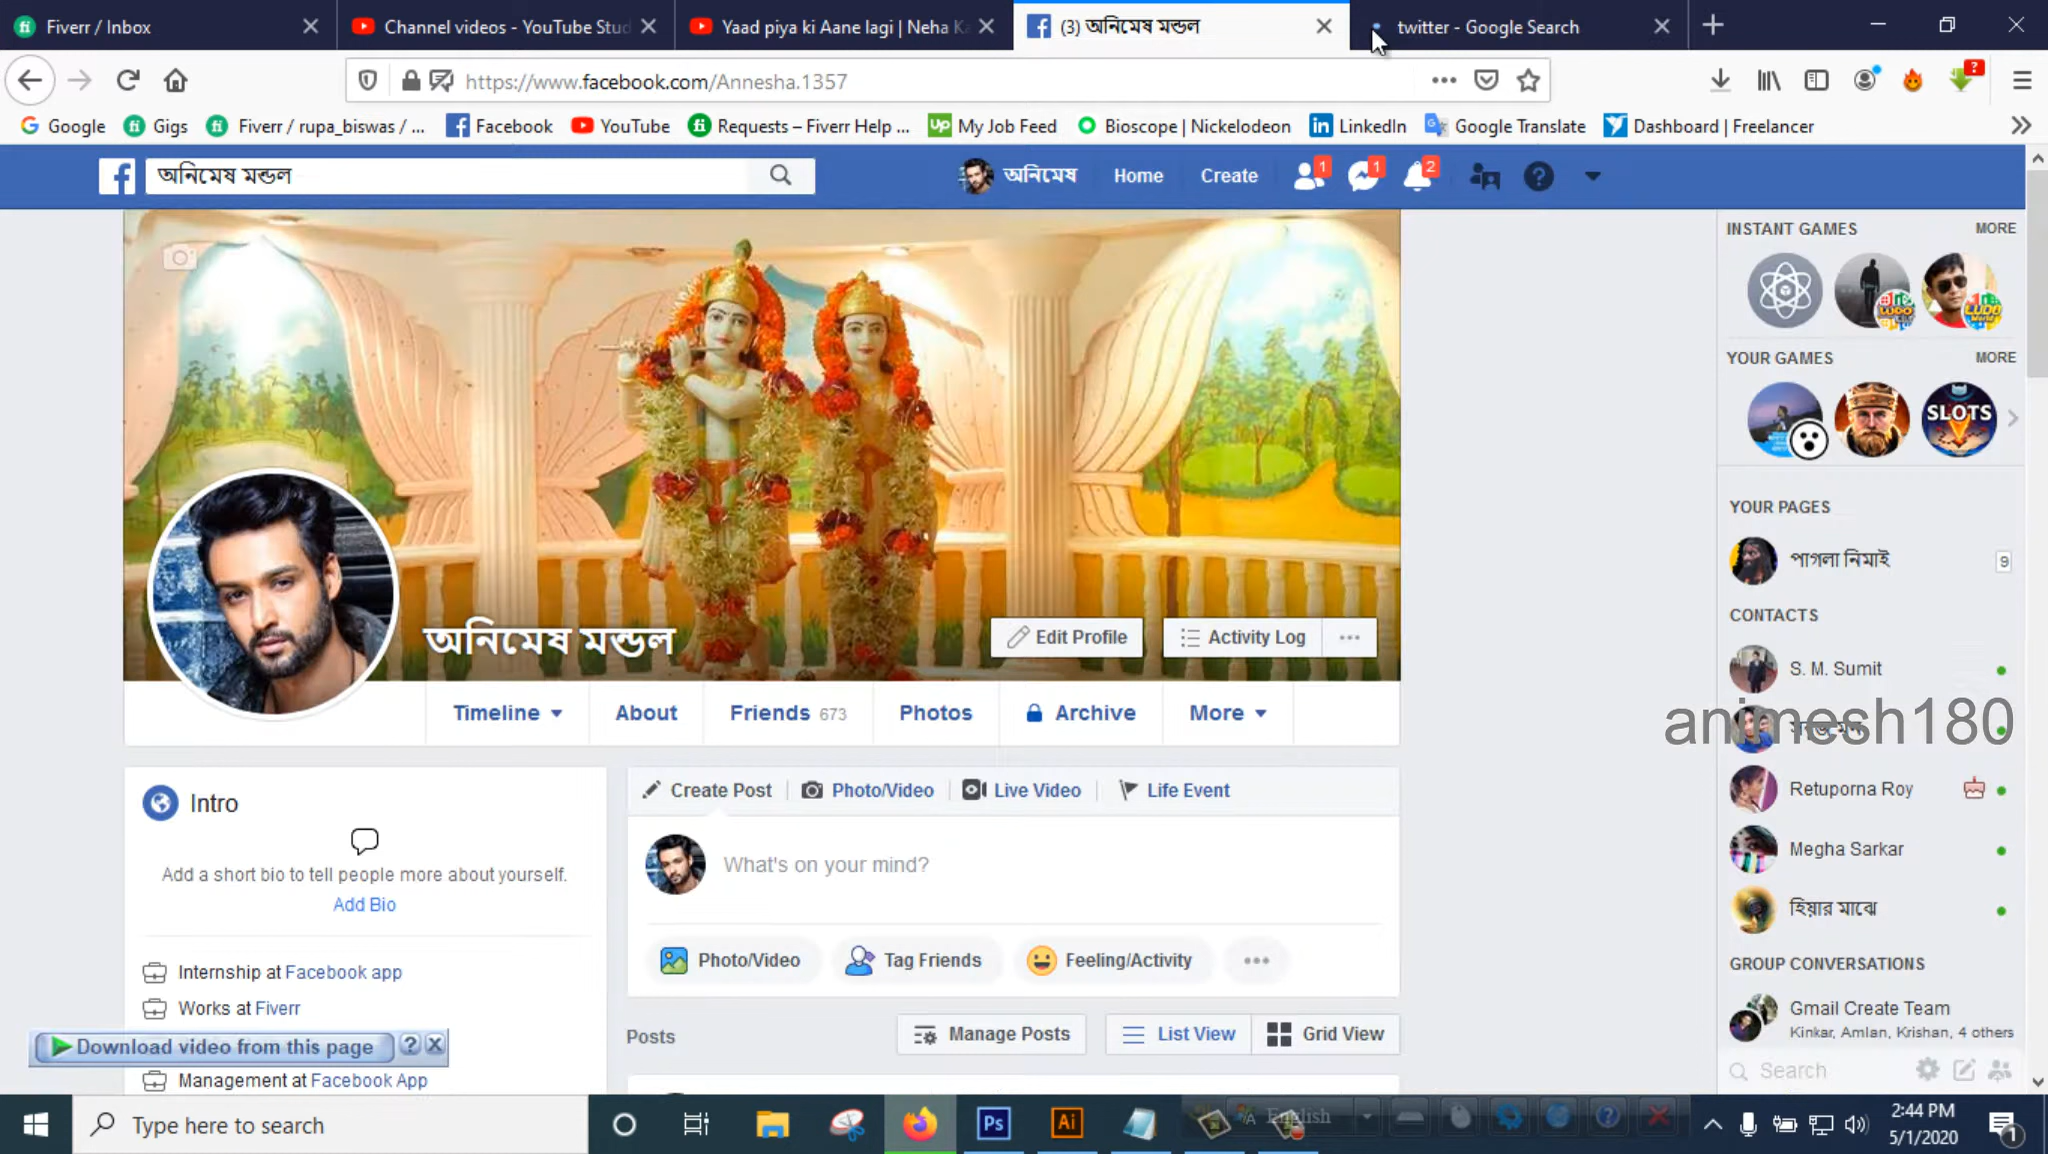 Fiverr / Inbox
Channel videos - YouTube Stud
Yaad piya ki Aane lagi | Neha Ka
(3) অনিমেষ মন্ডল
twitter - Google Search
https://www.facebook.com/Annesha.1357
Google
Gigs
Fiverr / rupa_biswas / ...
Facebook
YouTube
Requests – Fiverr Help ...
My Job Feed
Bioscope | Nickelodeon
LinkedIn
Google Translate
Dashboard | Freelancer
অনিমেষ মন্ডল
অনিমেষ
Home
Create
1
1
2
INSTANT GAMES
MORE
YOUR GAMES
MORE
SLOTS
YOUR PAGES
পাগলা নিমাই
9
CONTACTS
S. M. Sumit
animesh180
Retuporna Roy
Megha Sarkar
হিয়ার মাঝে
GROUP CONVERSATIONS
Gmail Create Team
Kinkar, Amlan, Krishan, 4 others
Search
অনিমেষ মন্ডল
Edit Profile
Activity Log
Timeline
About
Friends 673
Photos
Archive
More
Intro
Add a short bio to tell people more about yourself.
Add Bio
Internship at Facebook app
Works at Fiverr
Download video from this page
Management at Facebook App
Create Post
Photo/Video
Live Video
Life Event
What's on your mind?
Photo/Video
Tag Friends
Feeling/Activity
Posts
Manage Posts
List View
Grid View
Type here to search
Ps
Ai
English
2:44 PM
5/1/2020
1